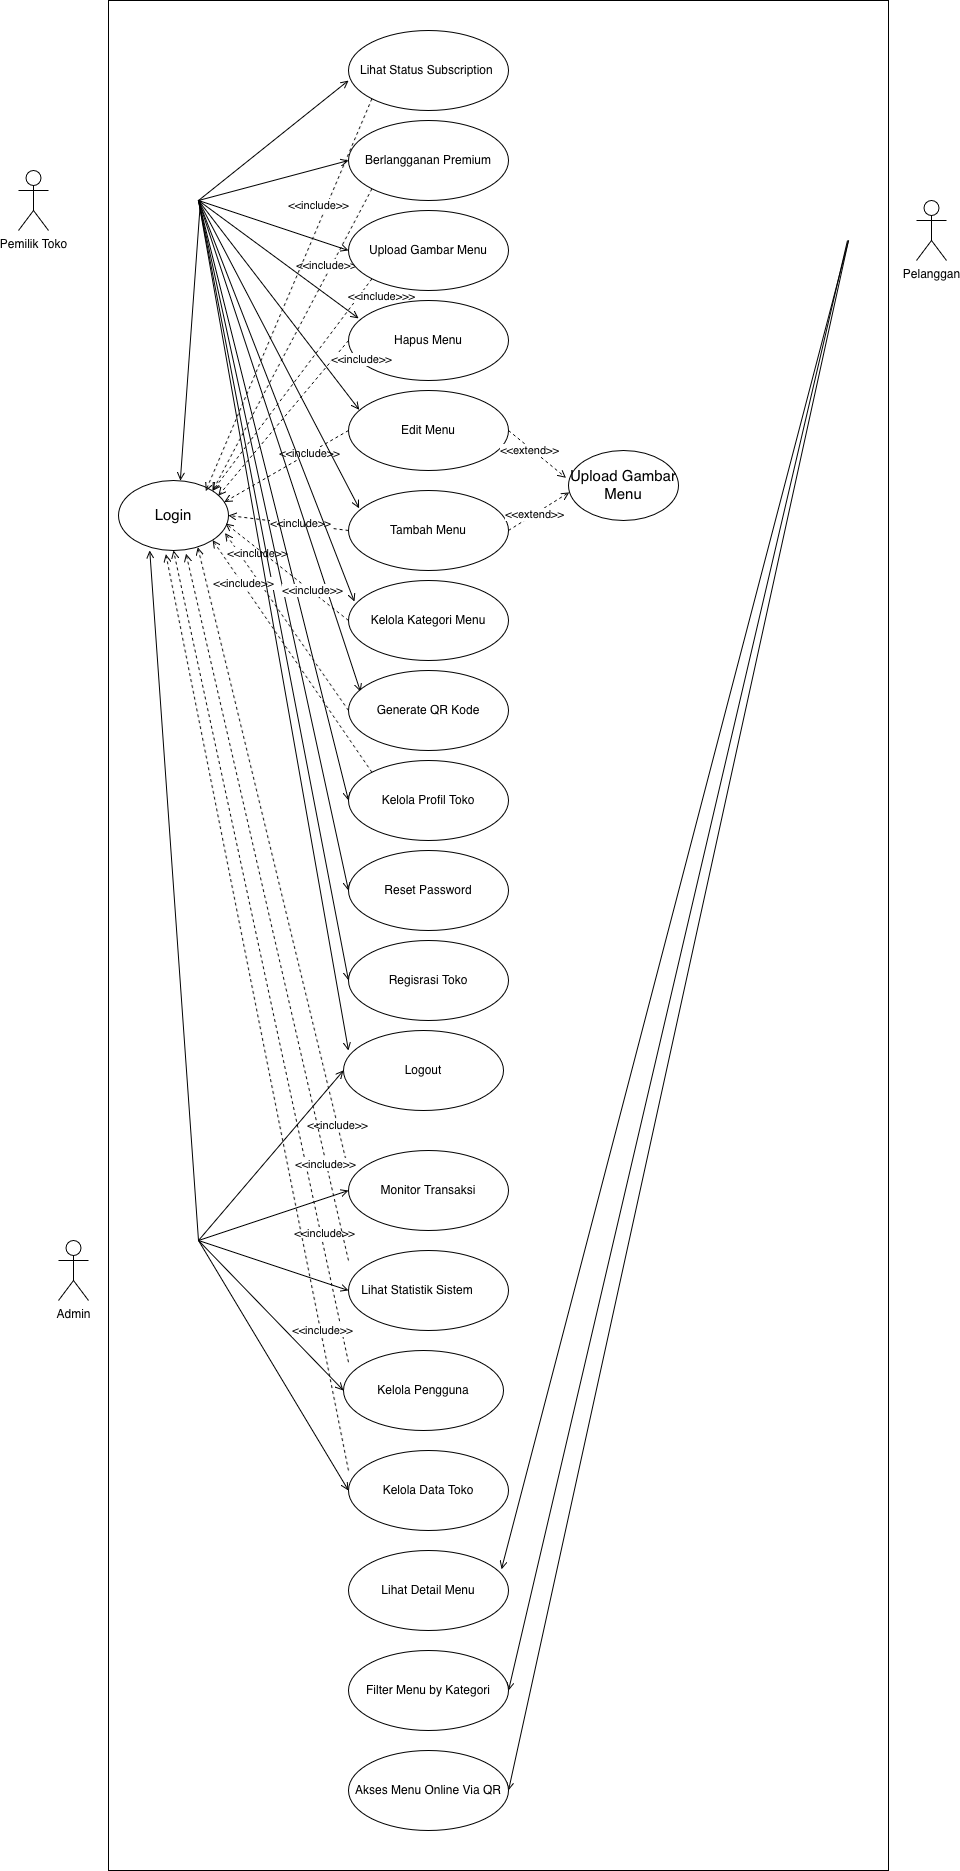 Lihat Status Subscription
Berlangganan Premium
Pemilik Toko
<<include>>
Upload Gambar Menu
Pelanggan
<<include>>
<<include>>>
Hapus Menu
<<include>>
Edit Menu
<<include>>
<<extend>>
Upload Gambar
Menu
Login
<<extend>>
<<include>>
Tambah Menu
<<include>>
<<include>>
<<include>>
Kelola Kategori Menu
Generate QR Kode
Kelola Profil Toko
Reset Password
Regisrasi Toko
Logout
<<include>>
<<include>>
Monitor Transaksi
<<include>>
Lihat Statistik Sistem
Admin
<<include>>
Kelola Pengguna
Kelola Data Toko
Lihat Detail Menu
Filter Menu by Kategori
Akses Menu Online Via QR